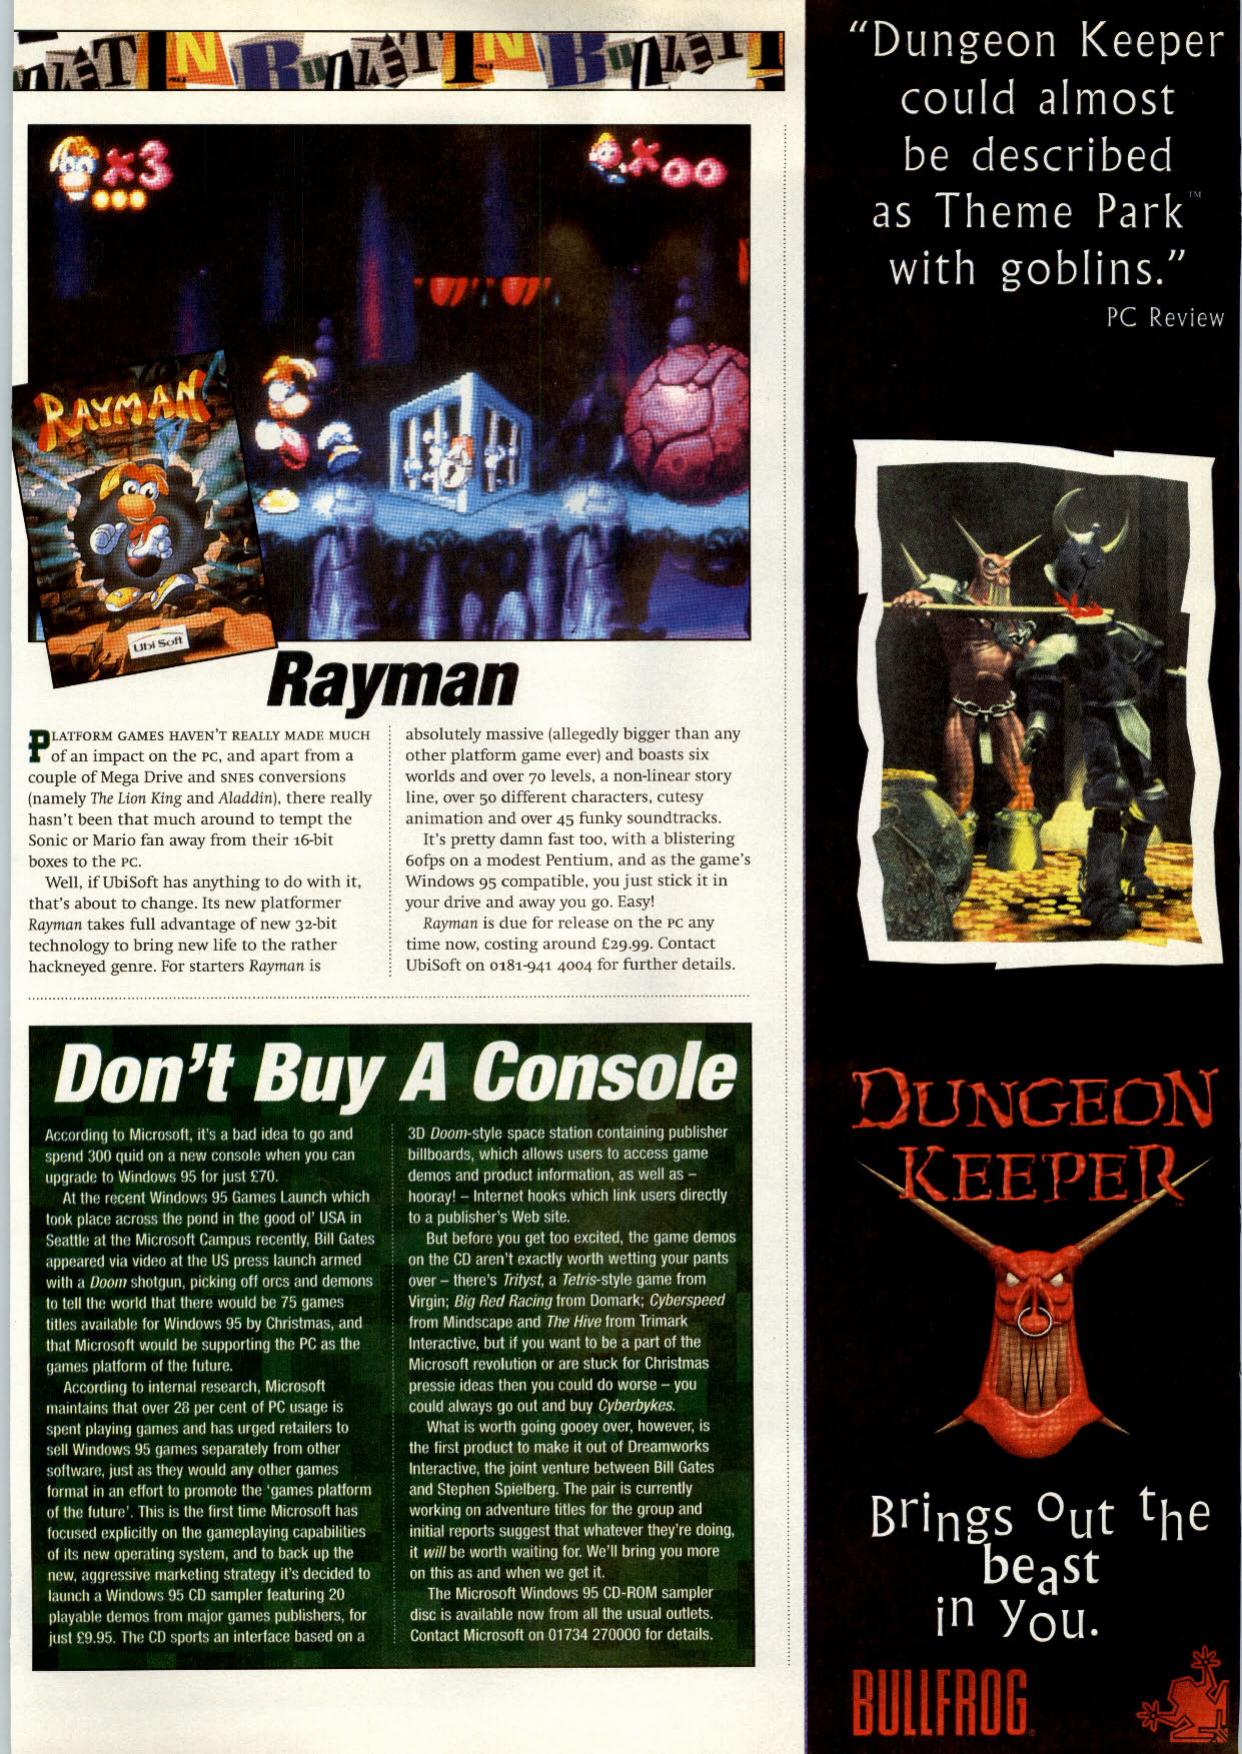 BULLETIN BULLETIN BULLET
×3
×00
RAYMAN
Ubi Soft
Rayman
PLATFORM GAMES HAVEN'T REALLY MADE MUCH
of an impact on the PC, and apart from a
couple of Mega Drive and SNES conversions
(namely The Lion King and Aladdin), there really
hasn't been that much around to tempt the
Sonic or Mario fan away from their 16-bit
boxes to the PC.
Well, if UbiSoft has anything to do with it,
that's about to change. Its new platformer
Rayman takes full advantage of new 32-bit
technology to bring new life to the rather
hackneyed genre. For starters Rayman is
absolutely massive (allegedly bigger than any
other platform game ever) and boasts six
worlds and over 70 levels, a non-linear story
line, over 50 different characters, cutesy
animation and over 45 funky soundtracks.
It's pretty damn fast too, with a blistering
60fps on a modest Pentium, and as the game's
Windows 95 compatible, you just stick it in
your drive and away you go. Easy!
Rayman is due for release on the PC any
time now, costing around £29.99. Contact
UbiSoft on 0181-941 4004 for further details.
Don't Buy A Console
According to Microsoft, it's a bad idea to go and
spend 300 quid on a new console when you can
upgrade to Windows 95 for just £70.
At the recent Windows 95 Games Launch which
took place across the pond in the good ol' USA in
Seattle at the Microsoft Campus recently, Bill Gates
appeared via video at the US press launch armed
with a Doom shotgun, picking off orcs and demons
to tell the world that there would be 75 games
titles available for Windows 95 by Christmas, and
that Microsoft would be supporting the PC as the
games platform of the future.
According to internal research, Microsoft
maintains that over 28 per cent of PC usage is
spent playing games and has urged retailers to
sell Windows 95 games separately from other
software, just as they would any other games
format in an effort to promote the 'games platform
of the future'. This is the first time Microsoft has
focused explicitly on the gameplaying capabilities
of its new operating system, and to back up the
new, aggressive marketing strategy it's decided to
launch a Windows 95 CD sampler featuring 20
playable demos from major games publishers, for
just £9.95. The CD sports an interface based on a
3D Doom-style space station containing publisher
billboards, which allows users to access game
demos and product information, as well as –
hooray! – Internet hooks which link users directly
to a publisher's Web site.
But before you get too excited, the game demos
on the CD aren't exactly worth wetting your pants
over – there's Trityst, a Tetris-style game from
Virgin; Big Red Racing from Domark; Cyberspeed
from Mindscape and The Hive from Trimark
Interactive, but if you want to be a part of the
Microsoft revolution or are stuck for Christmas
pressie ideas then you could do worse – you
could always go out and buy Cyberbykes.
What is worth going gooey over, however, is
the first product to make it out of Dreamworks
Interactive, the joint venture between Bill Gates
and Stephen Spielberg. The pair is currently
working on adventure titles for the group and
initial reports suggest that whatever they're doing,
it will be worth waiting for. We'll bring you more
on this as and when we get it.
The Microsoft Windows 95 CD-ROM sampler
disc is available now from all the usual outlets.
Contact Microsoft on 01734 270000 for details.
“Dungeon Keeper
could almost
be described
as Theme Park™
with goblins.”
PC Review
DUNGEON
KEEPER
Brings out the
beast
in you.
BULLFROG